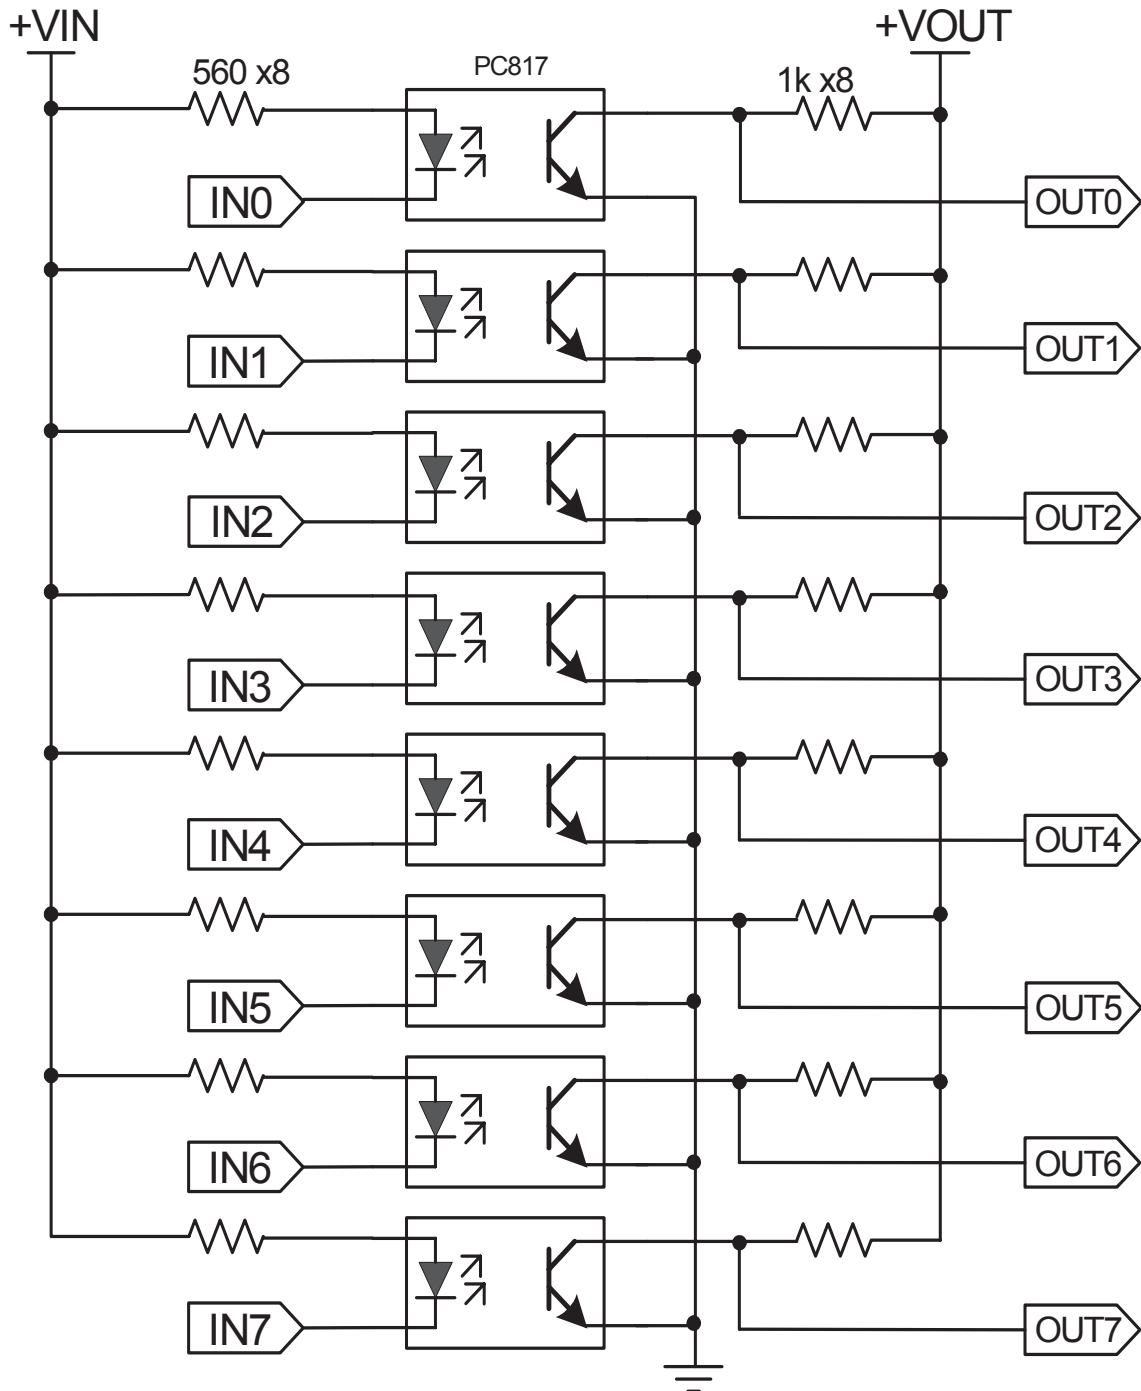 +VIN
+VOUT
560 x8
PC817
1k x8
IN0
OUT0
IN1
OUT1
IN2
OUT2
IN3
OUT3
IN4
OUT4
IN5
OUT5
IN6
OUT6
IN7
OUT7